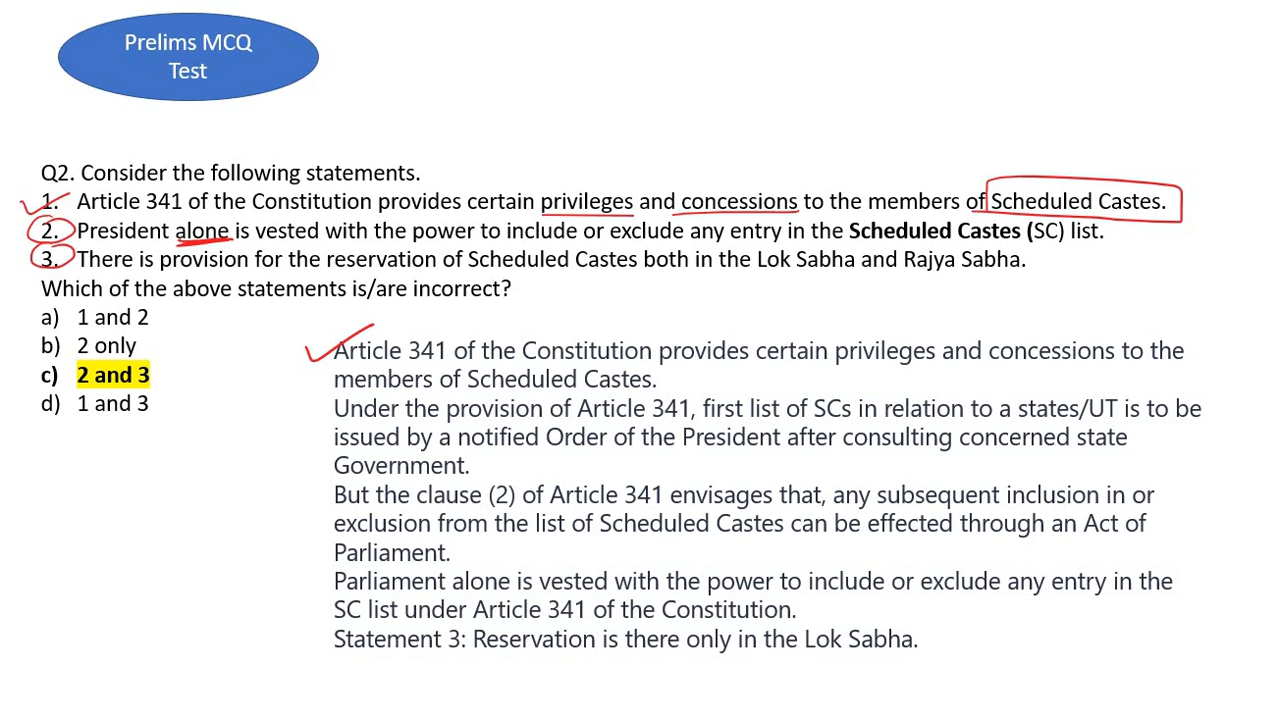 Prelims MCQ
Test
Q2. Consider the following statements.
1. Article 341 of the Constitution provides certain privileges and concessions to the members of Scheduled Castes.
2. President alone is vested with the power to include or exclude any entry in the Scheduled Castes (SC) list.
3. There is provision for the reservation of Scheduled Castes both in the Lok Sabha and Rajya Sabha.
Which of the above statements is/are incorrect?
a) 1 and 2
b) 2 only
c) 2 and 3
d) 1 and 3
Article 341 of the Constitution provides certain privileges and concessions to the
members of Scheduled Castes.
Under the provision of Article 341, first list of SCs in relation to a states/UT is to be
issued by a notified Order of the President after consulting concerned state
Government.
But the clause (2) of Article 341 envisages that, any subsequent inclusion in or
exclusion from the list of Scheduled Castes can be effected through an Act of
Parliament.
Parliament alone is vested with the power to include or exclude any entry in the
SC list under Article 341 of the Constitution.
Statement 3: Reservation is there only in the Lok Sabha.